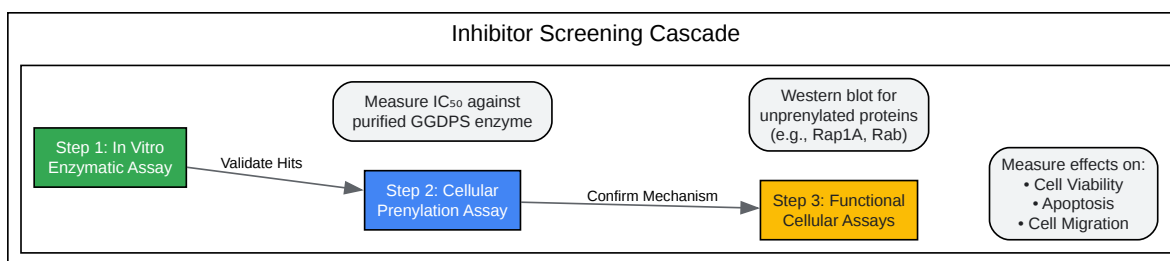 Inhibitor Screening Cascade
Step 1: In Vitro
Enzymatic Assay
Validate Hits
Measure IC₅₀ against
purified GGDPS enzyme
Step 2: Cellular
Prenylation Assay
Confirm Mechanism
Western blot for
unprenylated proteins
(e.g., Rap1A, Rab)
Step 3: Functional
Cellular Assays
Measure effects on:
• Cell Viability
• Apoptosis
• Cell Migration